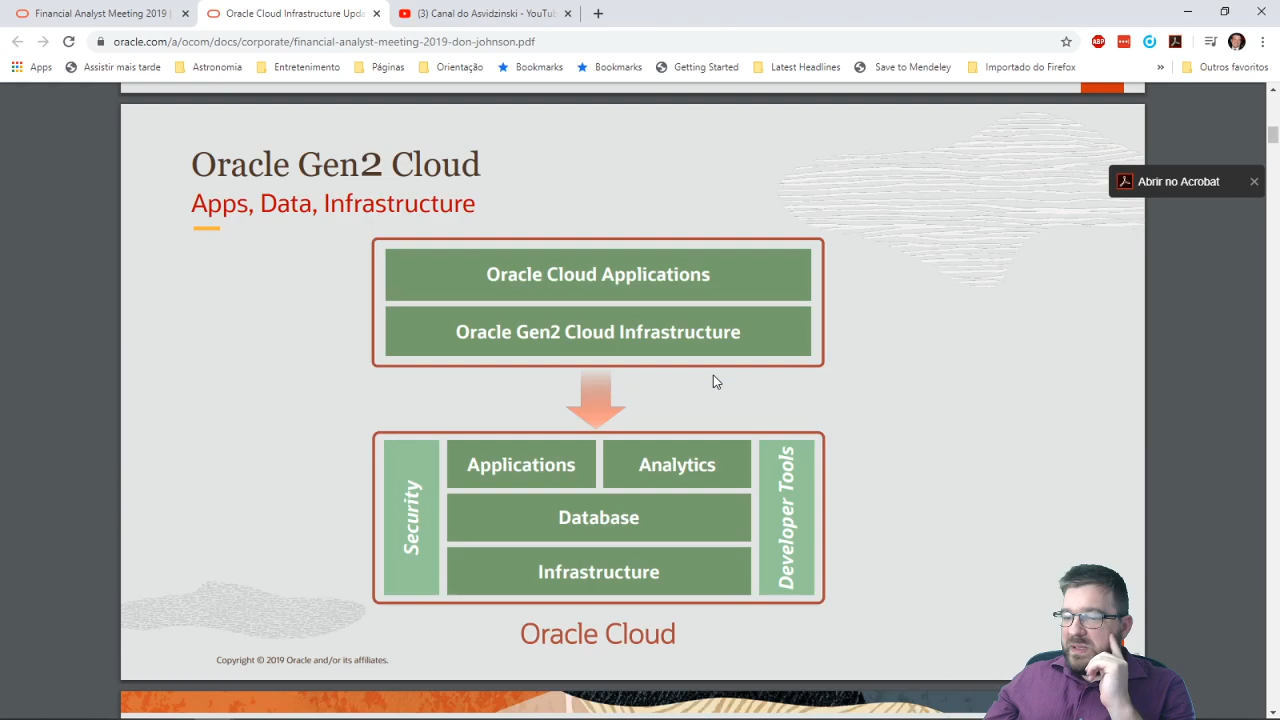 Financial Analyst Meeting 2019 |
Oracle Cloud Infrastructure Upda
(3) Canal do Asvidzinski - YouTu
oracle.com/a/ocom/docs/corporate/financial-analyst-meeting-2019-don-johnson.pdf
ABP
Apps
Assistir mais tarde
Astronomia
Entretenimento
Páginas
Orientação
Bookmarks
Bookmarks
Getting Started
Latest Headlines
Save to Mendeley
Importado do Firefox
»
Outros favoritos
Oracle Gen2 Cloud
Abrir no Acrobat
Apps, Data, Infrastructure
Oracle Cloud Applications
Oracle Gen2 Cloud Infrastructure
Security
Applications
Analytics
Developer Tools
Database
Infrastructure
Oracle Cloud
Copyright © 2019 Oracle and/or its affiliates.